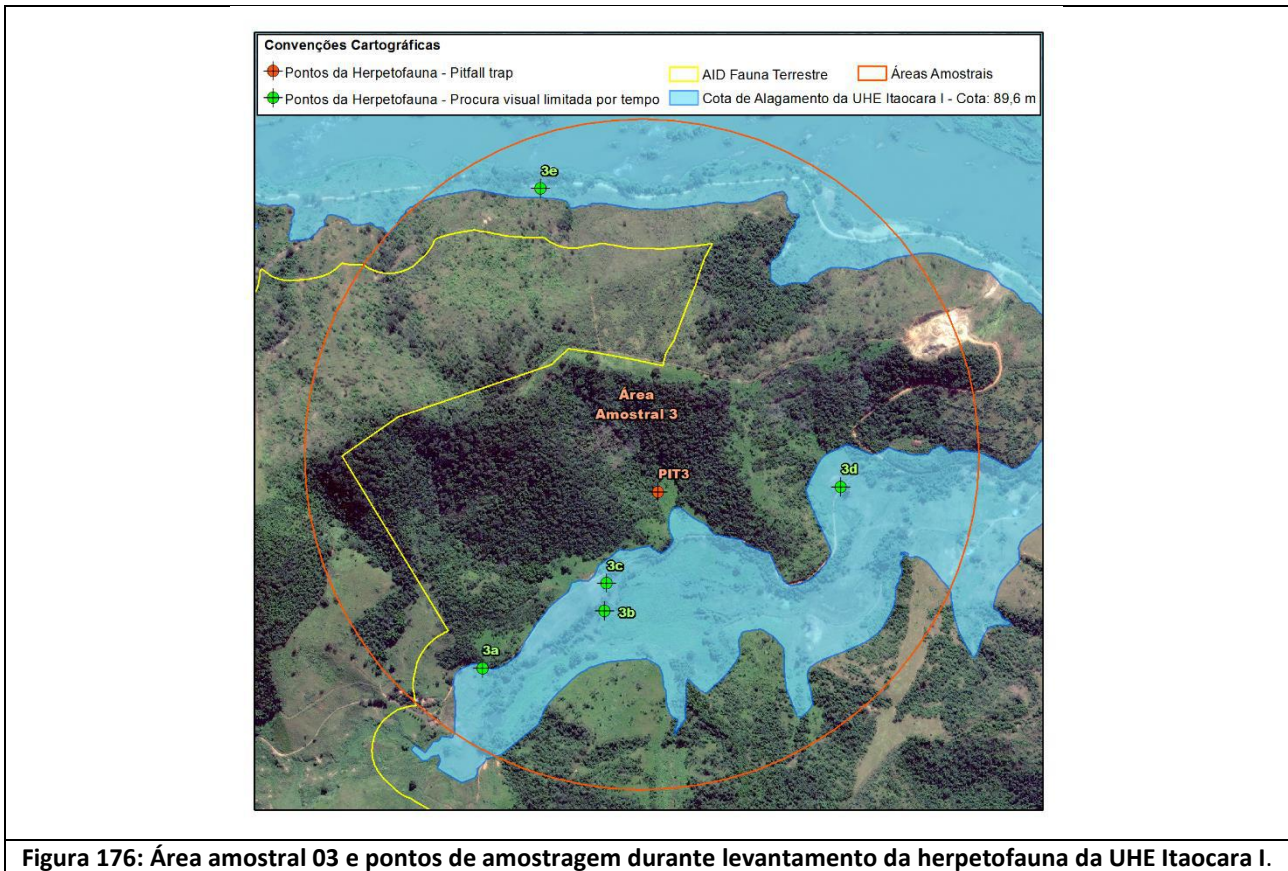 Convenções Cartográficas
Pontos da Herpetofauna - Pitfall trap
AID Fauna Terrestre
Áreas Amostrais
Pontos da Herpetofauna - Procura visual limitada por tempo
Cota de Alagamento da UHE Itaocara I - Cota: 89,6 m
3e
Área
Amostral 3
PIT3
3d
3c
3b
3a
Figura 176: Área amostral 03 e pontos de amostragem durante levantamento da herpetofauna da UHE Itaocara I.